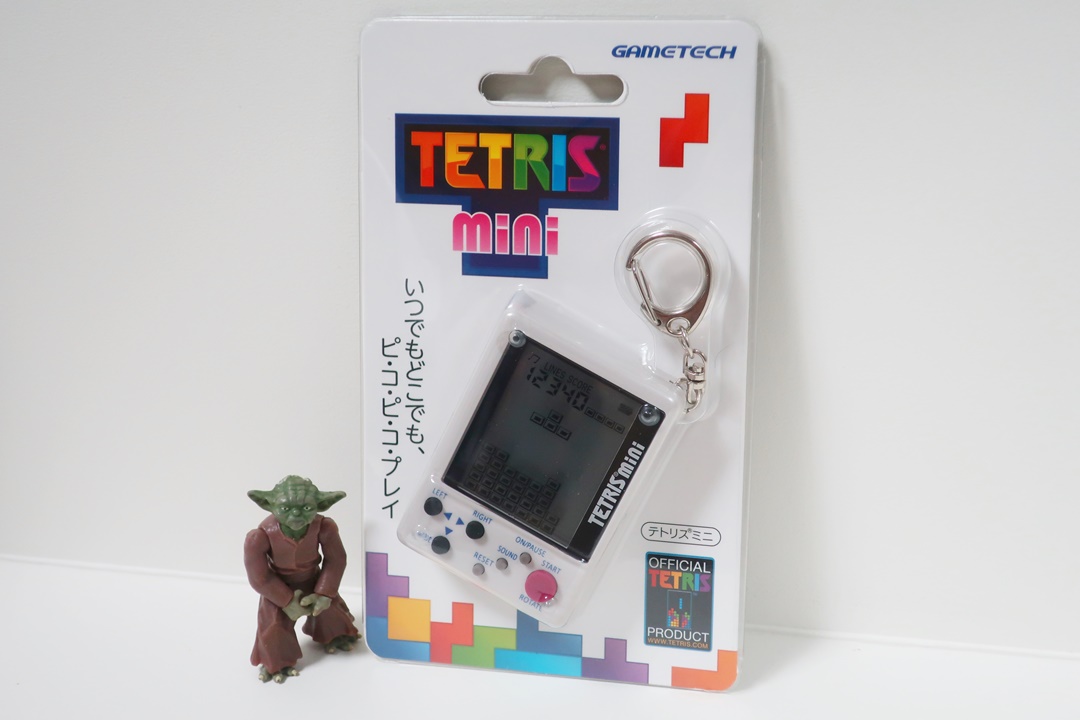 GAMETECH
TETRIS®
mini
いつでもどこでも、
ピ・コ・ピ・コ・プレイ
LINES SCORE
12340
TETRIS® mini
LEFT
RIGHT
ON/PAUSE
SOUND
START
RESET
ROTATE
テトリス®ミニ
OFFICIAL
TETRIS
PRODUCT
WWW.TETRIS.COM